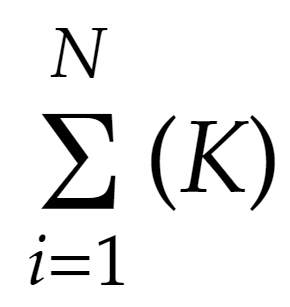 N
∑ (K)
i=1